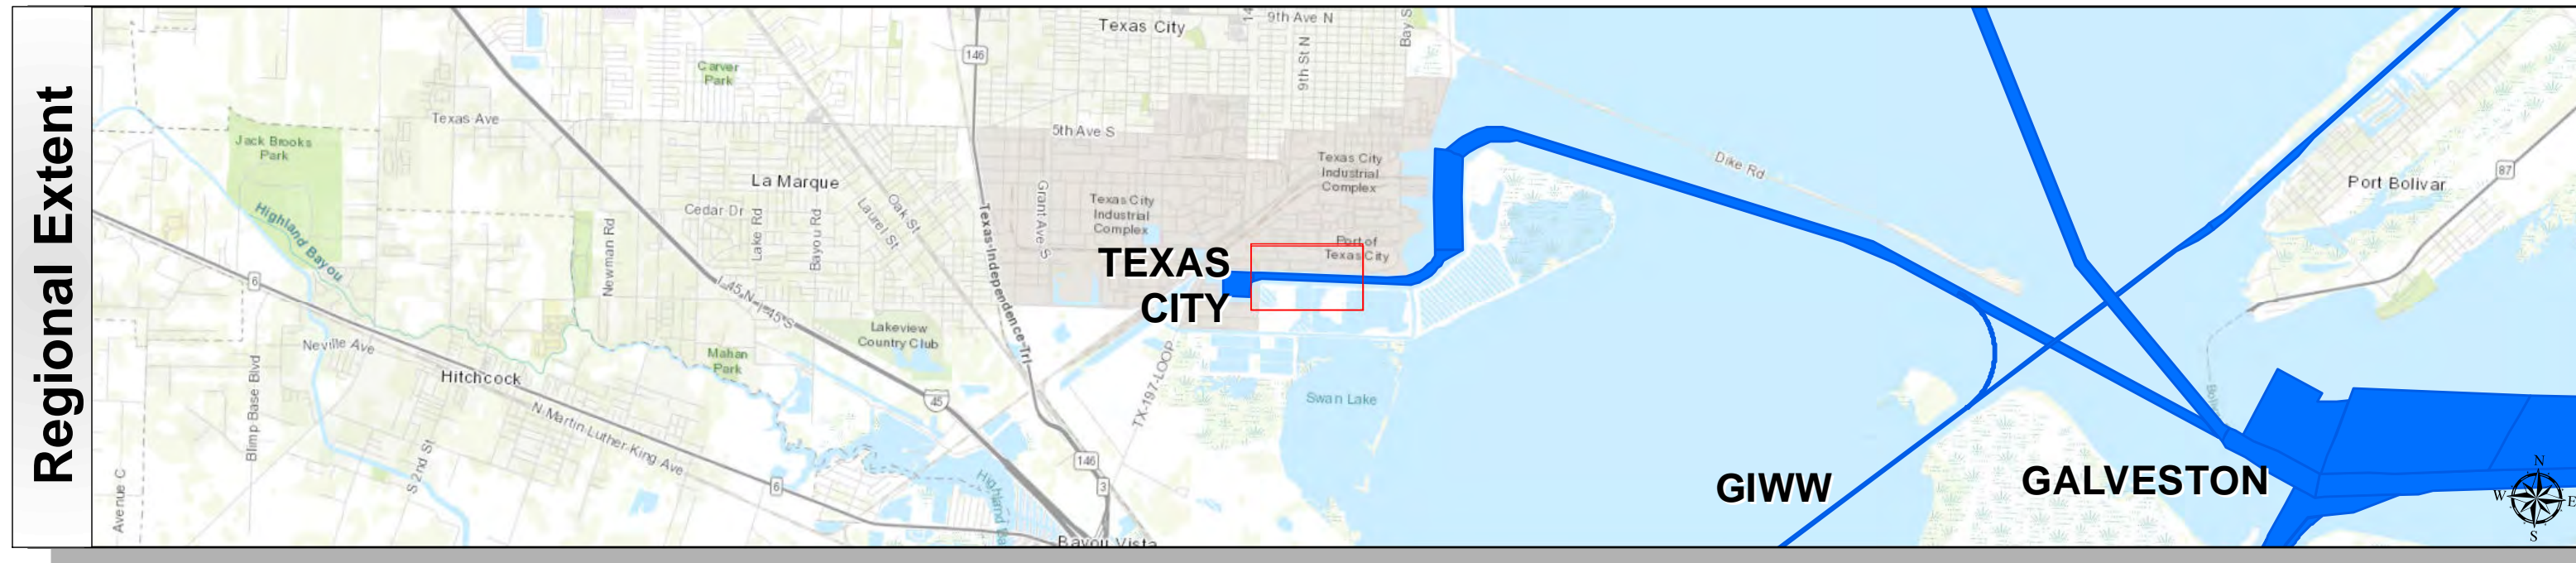 Regional Extent
Texas City
9th Ave N
14
Bay S
146
9th St N
Carver
Park
Texas Ave
5th Ave S
Jack Brooks
Park
La Marque
Texas City
Industrial
Complex
Texas City
Industrial
Complex
Grant Ave S
Cedar Dr
Lake Rd
Bayou Rd
Oak St
Laurel St
Highland Bayou
Newman Rd
Texas-Independence-Trl
Port of
Texas City
TEXAS
CITY
Dike Rd
Port Bolivar
87
6
I-45-N-I-45-S
Neville Ave
Hitchcock
Mahan
Park
Lakeview
Country Club
Blimp Base Blvd
N-Martin-Luther-King-Ave
45
TX-197-LOOP
Swan Lake
S 2nd St
Avenue C
6
146
3
Bayou Vista
GIWW
GALVESTON
N
W
E
S